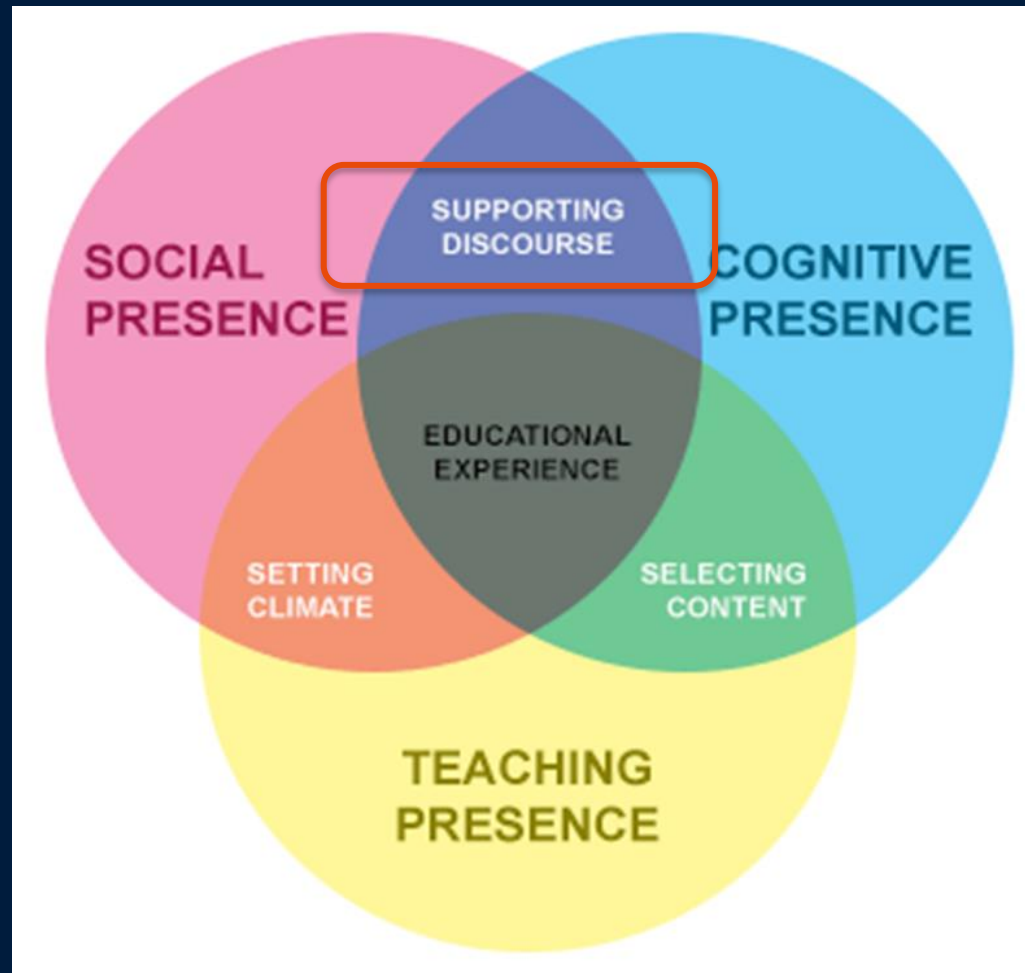 SUPPORTING
DISCOURSE
SOCIAL
PRESENCE
COGNITIVE
PRESENCE
EDUCATIONAL
EXPERIENCE
SETTING
CLIMATE
SELECTING
CONTENT
TEACHING
PRESENCE